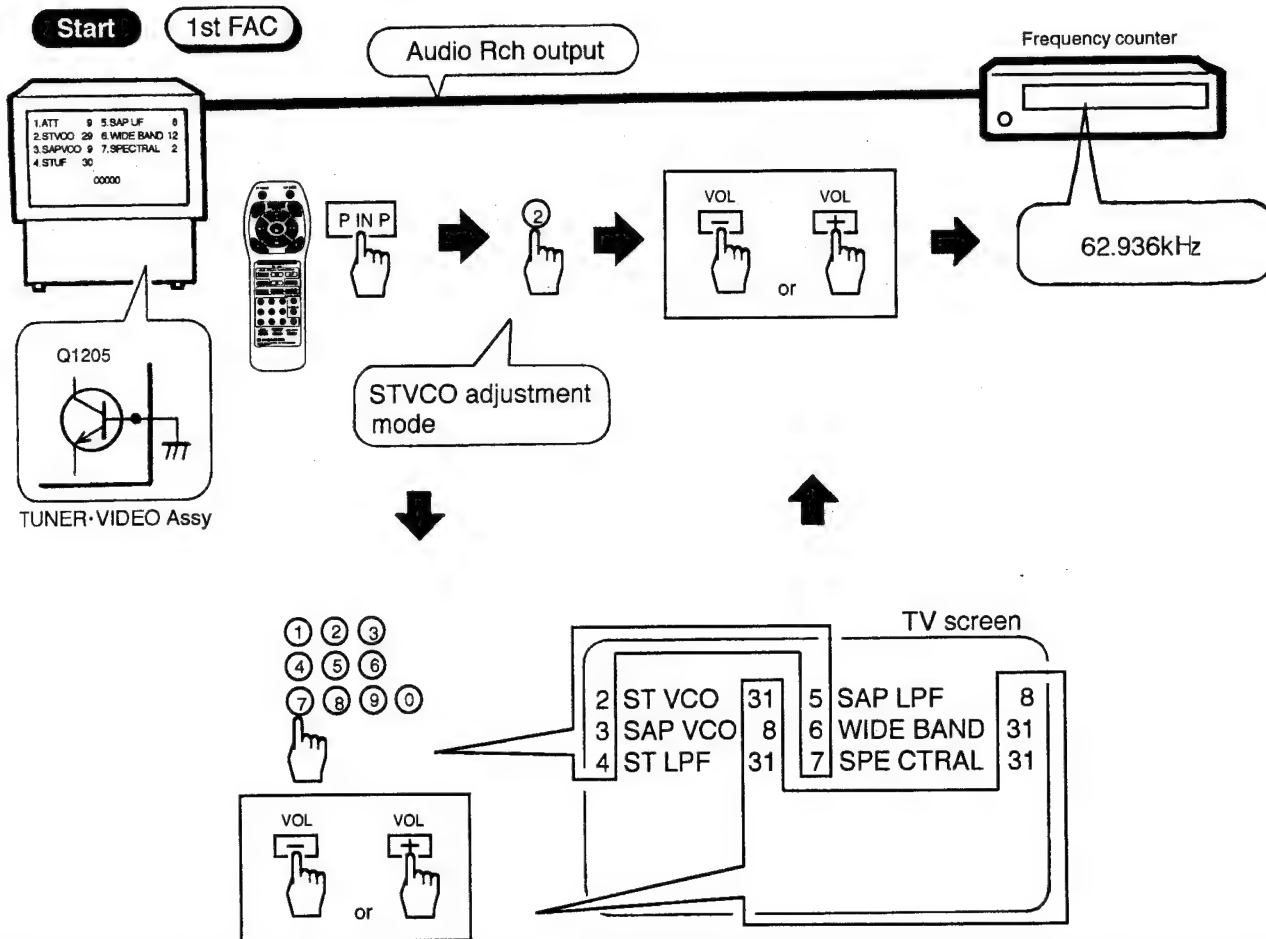 Start
1st FAC
Audio Rch output
Frequency counter
1.ATT 9 5.SAP UF 8
2.STVCO 29 6.WIDE BAND 12
3.SAPVCO 9 7.SPECTRAL 2
4.STUF 30
00000
P IN P
2
VOL VOL
- +
or
62.936kHz
Q1205
STVCO adjustment
mode
TUNER·VIDEO Assy
1 2 3
4 5 6
7 8 9 0
TV screen
2 ST VCO 31 5 SAP LPF 8
3 SAP VCO 8 6 WIDE BAND 31
4 ST LPF 31 7 SPE CTRAL 31
VOL VOL
- +
or